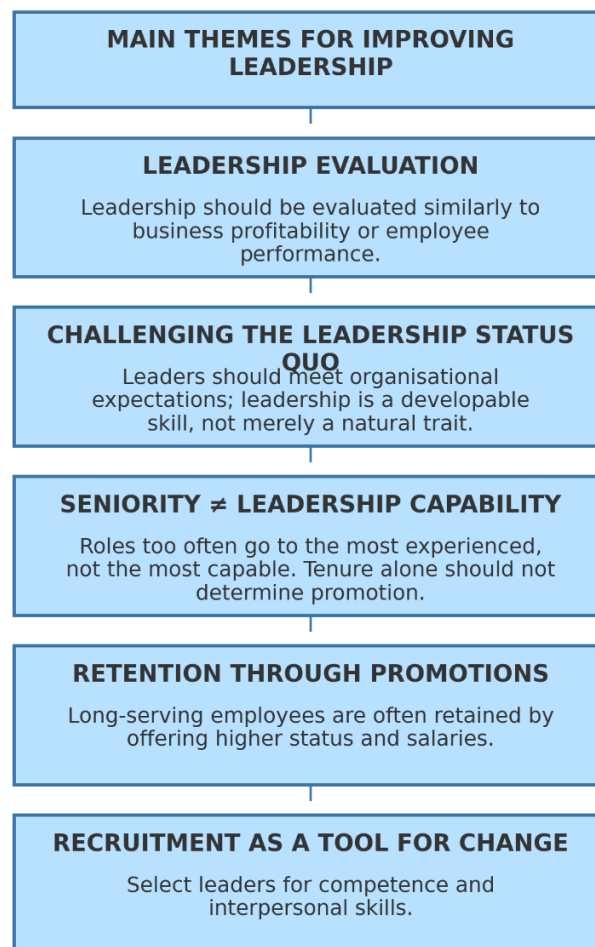 MAIN THEMES FOR IMPROVING
LEADERSHIP
LEADERSHIP EVALUATION
Leadership should be evaluated similarly to
business profitability or employee
performance.
CHALLENGING THE LEADERSHIP STATUS
QUO
Leaders should meet organisational
expectations; leadership is a developable
skill, not merely a natural trait.
SENIORITY ≠ LEADERSHIP CAPABILITY
Roles too often go to the most experienced,
not the most capable. Tenure alone should not
determine promotion.
RETENTION THROUGH PROMOTIONS
Long-serving employees are often retained by
offering higher status and salaries.
RECRUITMENT AS A TOOL FOR CHANGE
Select leaders for competence and
interpersonal skills.